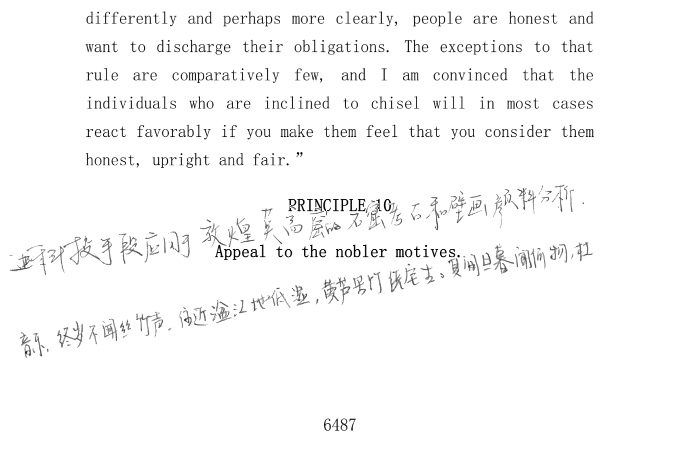 differently and perhaps more clearly, people are honest and
want to discharge their obligations. The exceptions to that
rule are comparatively few, and I am convinced that the
individuals who are inclined to chisel will in most cases
react favorably if you make them feel that you consider them
honest, upright and fair.”
PRINCIPLE 10
进科技手段应用于敦煌莫高窟的石窟考古和壁画颜料分析.
Appeal to the nobler motives.
音乐,终岁不闻丝竹声。住近湓江地低湿,黄芦苦竹绕宅生。其间旦暮闻何物,杜
6487